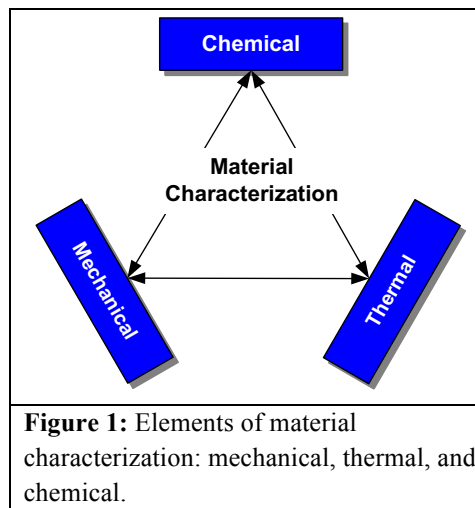 Chemical
Material
Characterization
Mechanical
Thermal
Figure 1: Elements of material
characterization: mechanical, thermal, and
chemical.